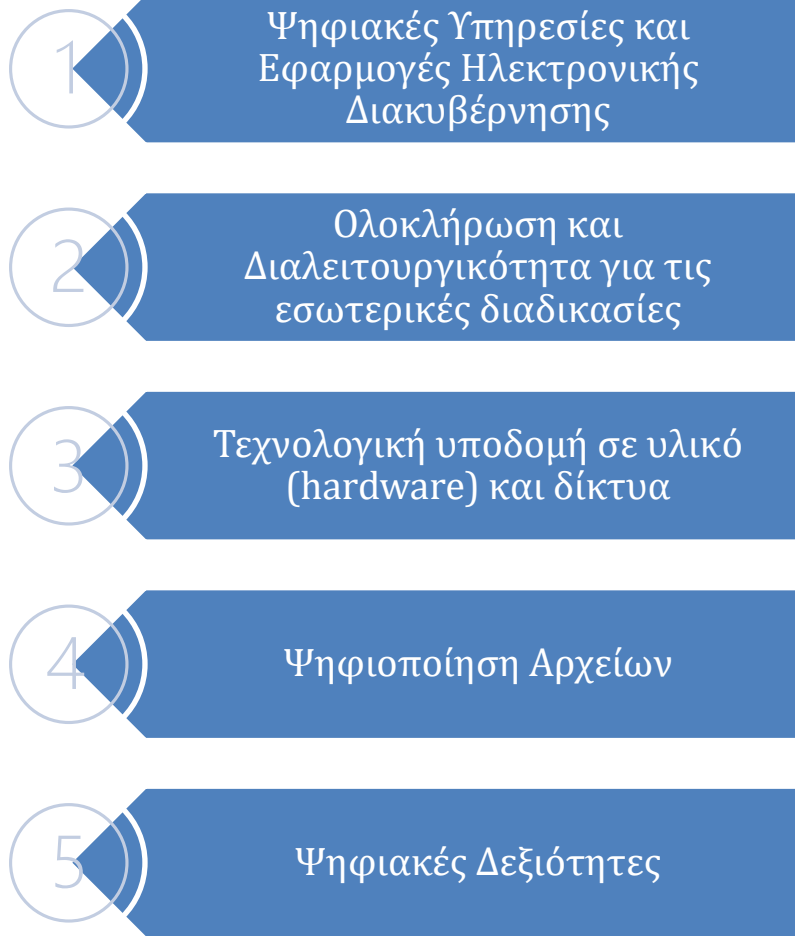 1
Ψηφιακές Υπηρεσίες και
Εφαρμογές Ηλεκτρονικής
Διακυβέρνησης
2
Ολοκλήρωση και
Διαλειτουργικότητα για τις
εσωτερικές διαδικασίες
3
Τεχνολογική υποδομή σε υλικό
(hardware) και δίκτυα
4
Ψηφιοποίηση Αρχείων
5
Ψηφιακές Δεξιότητες